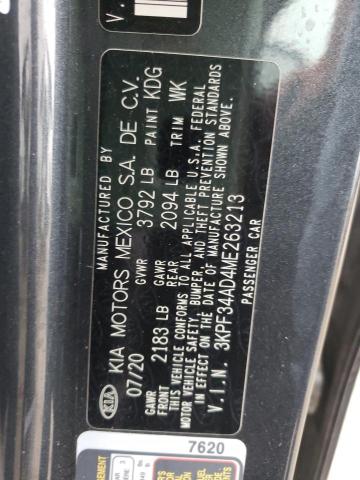 MANUFACTURED BY
KIA KIA MOTORS MEXICO S.A. DE C.V.
07/20 GVWR 3792 LB PAINT KDG
GAWR FRONT 2183 LB GAWR REAR 2094 LB TRIM WK
THIS VEHICLE CONFORMS TO ALL APPLICABLE U.S.A. FEDERAL
MOTOR VEHICLE SAFETY, BUMPER, AND THEFT PREVENTION STANDARDS
IN EFFECT ON THE DATE OF MANUFACTURE SHOWN ABOVE.
V.I.N. 3KPF34AD4ME263213
PASSENGER CAR
7620